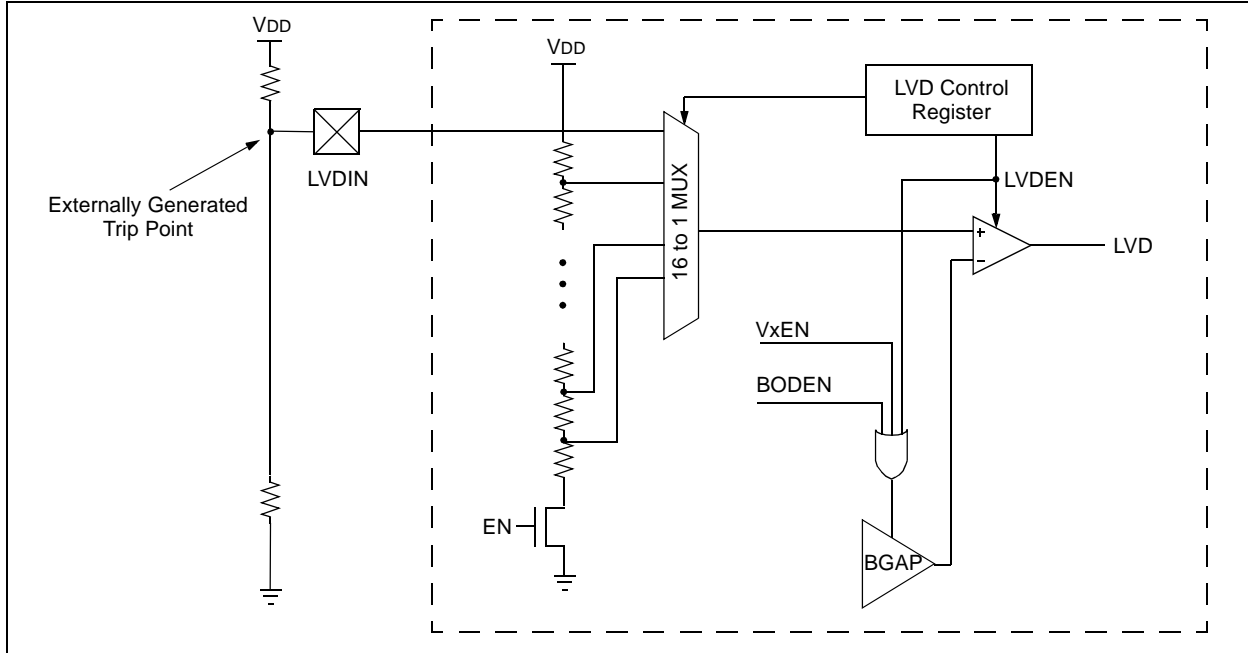 VDD
VDD
LVD Control
Register
LVDIN
Externally Generated
Trip Point
16 to 1 MUX
LVDEN
+
–
LVD
VxEN
BODEN
EN
BGAP